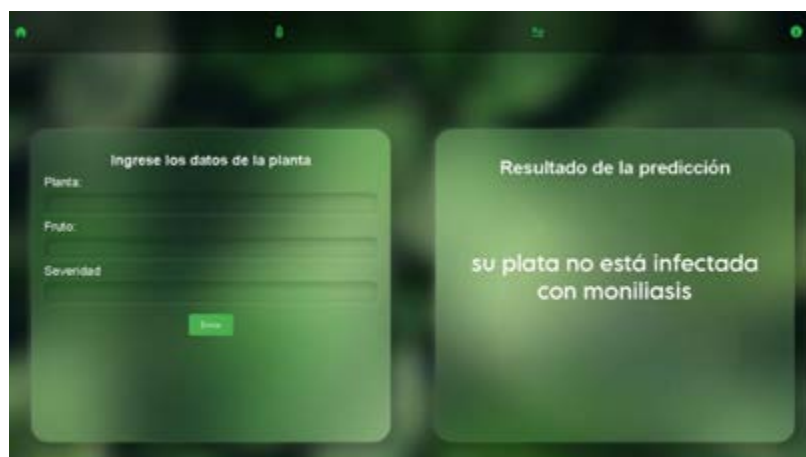 Ingrese los datos de la planta
Planta:
Fruto:
Severidad
Enviar
Resultado de la predicción
su plata no está infectada
con moniliasis